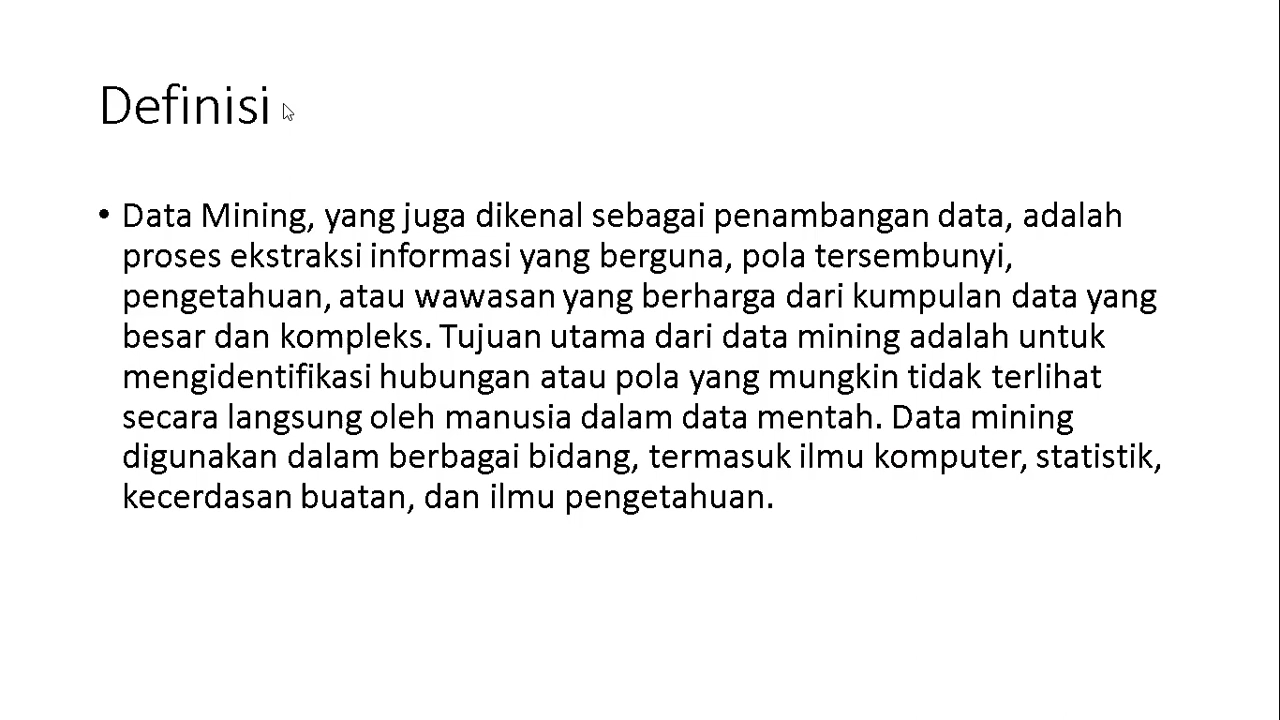 Definisi
• Data Mining, yang juga dikenal sebagai penambangan data, adalah
proses ekstraksi informasi yang berguna, pola tersembunyi,
pengetahuan, atau wawasan yang berharga dari kumpulan data yang
besar dan kompleks. Tujuan utama dari data mining adalah untuk
mengidentifikasi hubungan atau pola yang mungkin tidak terlihat
secara langsung oleh manusia dalam data mentah. Data mining
digunakan dalam berbagai bidang, termasuk ilmu komputer, statistik,
kecerdasan buatan, dan ilmu pengetahuan.